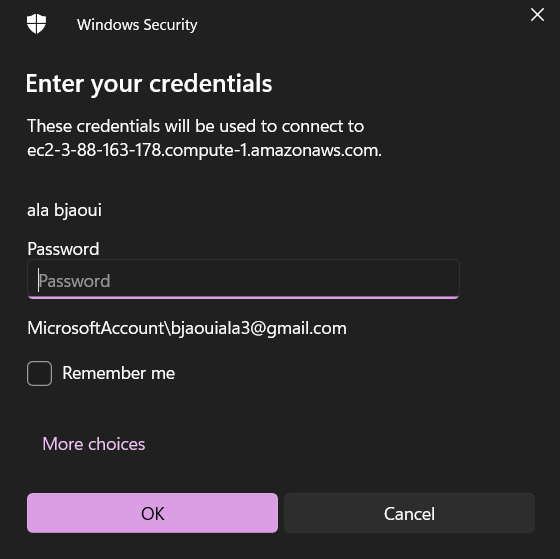 Windows Security
Enter your credentials
These credentials will be used to connect to
ec2-3-88-163-178.compute-1.amazonaws.com.
ala bjaoui
Password
Password
MicrosoftAccount\bjaouiala3@gmail.com
Remember me
More choices
OK
Cancel